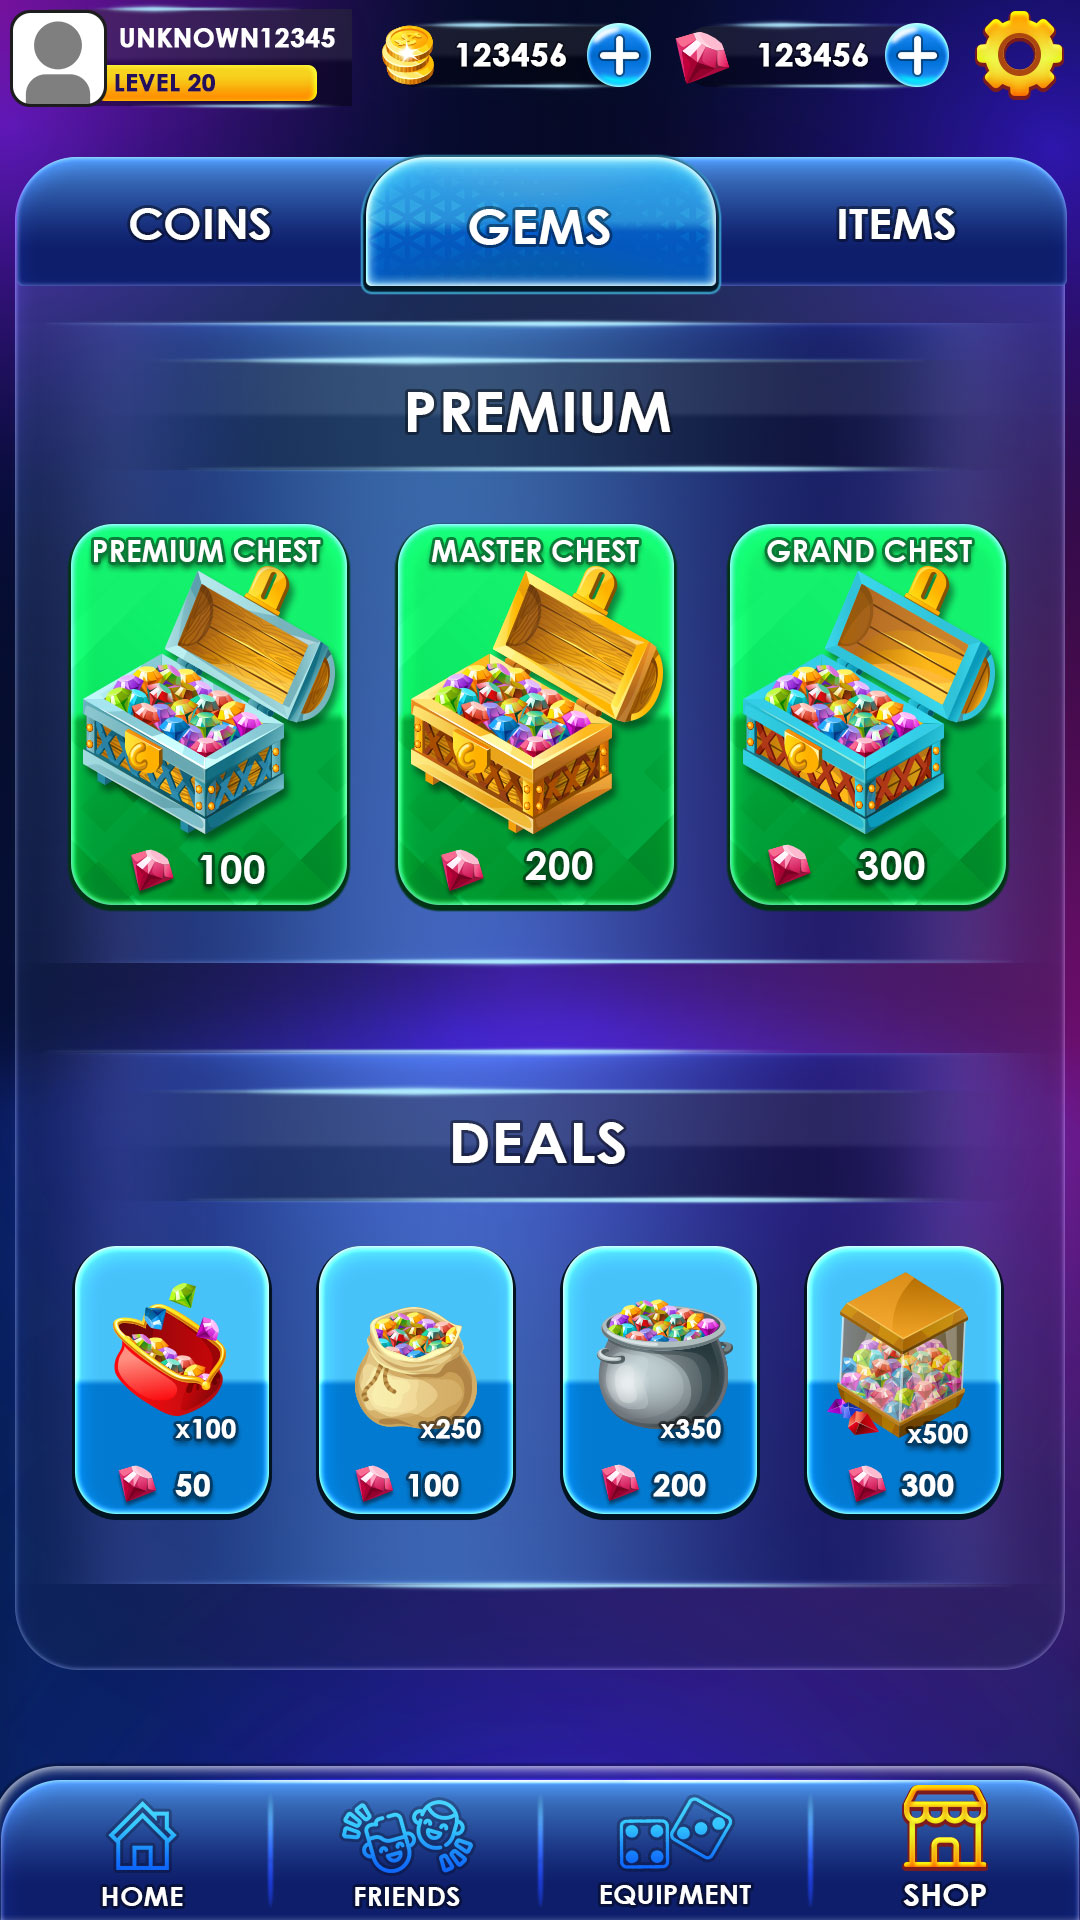 UNKNOWN12345
LEVEL 20
123456
123456
COINS
GEMS
ITEMS
PREMIUM
PREMIUM CHEST
MASTER CHEST
GRAND CHEST
100
200
300
DEALS
x100
x250
x350
x500
50
100
200
300
HOME
FRIENDS
EQUIPMENT
SHOP